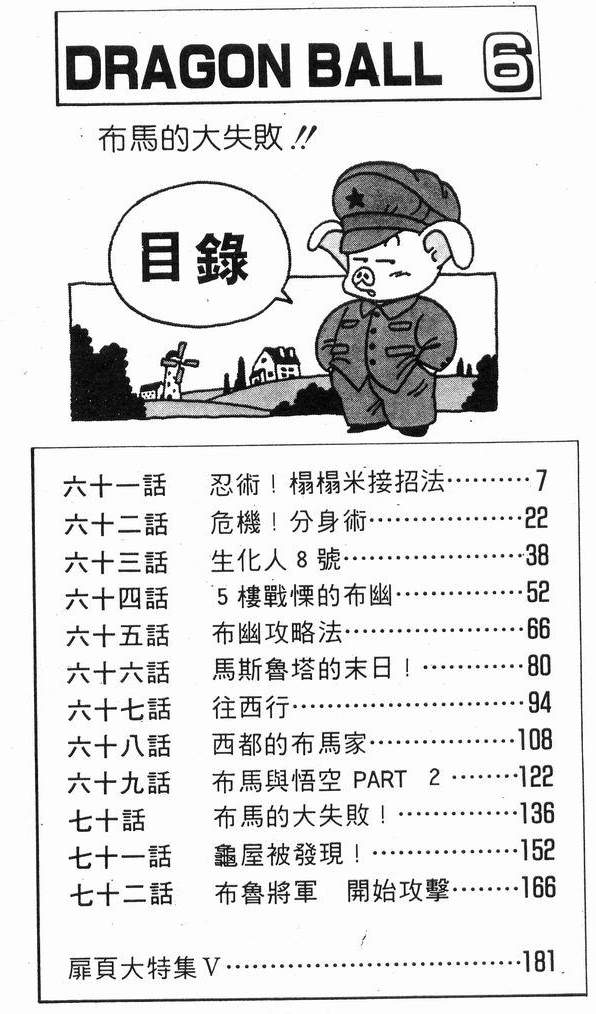 DRAGON BALL 6
布馬的大失敗!!
目錄
六十一話 忍術！榻榻米接招法··········7
六十二話 危機！分身術·················22
六十三話 生化人8號····················38
六十四話 5樓戰慄的布幽···············52
六十五話 布幽攻略法····················66
六十六話 馬斯魯塔的末日！············80
六十七話 往西行··························94
六十八話 西都的布馬家·················108
六十九話 布馬與悟空 PART 2 ········122
七十話 布馬的大失敗！··············136
七十一話 龜屋被發現！·················152
七十二話 布魯將軍 開始攻擊········166
扉頁大特集V·································181